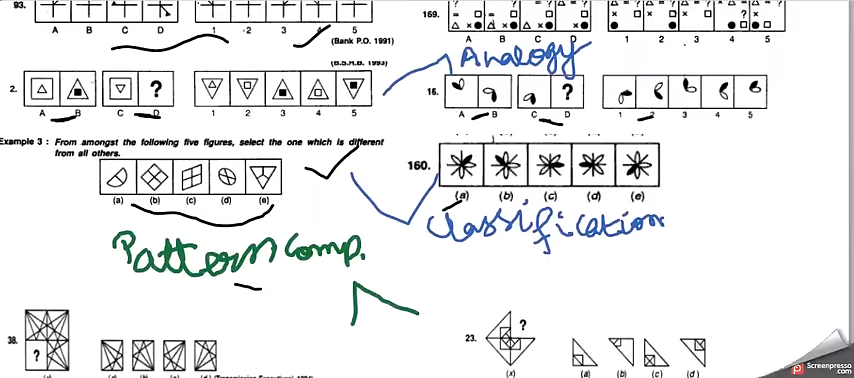 93.
A B C D 1 2 3 4 5
(Bank P.O. 1991)
169.
A B C D 1 2 3 4 5
(B.S.R.B. 1993)
Analogy
2.
?
A B C D 1 2 3 4 5
16.
?
A B C D 1 2 3 4 5
Example 3 : From amongst the following five figures, select the one which is different
from all others.
(a) (b) (c) (d) (e)
160.
(a) (b) (c) (d) (e)
Classification
Pattern Comp.
38.
?
23.
?
(x) (a) (b) (c) (d)
Screenpresso.com